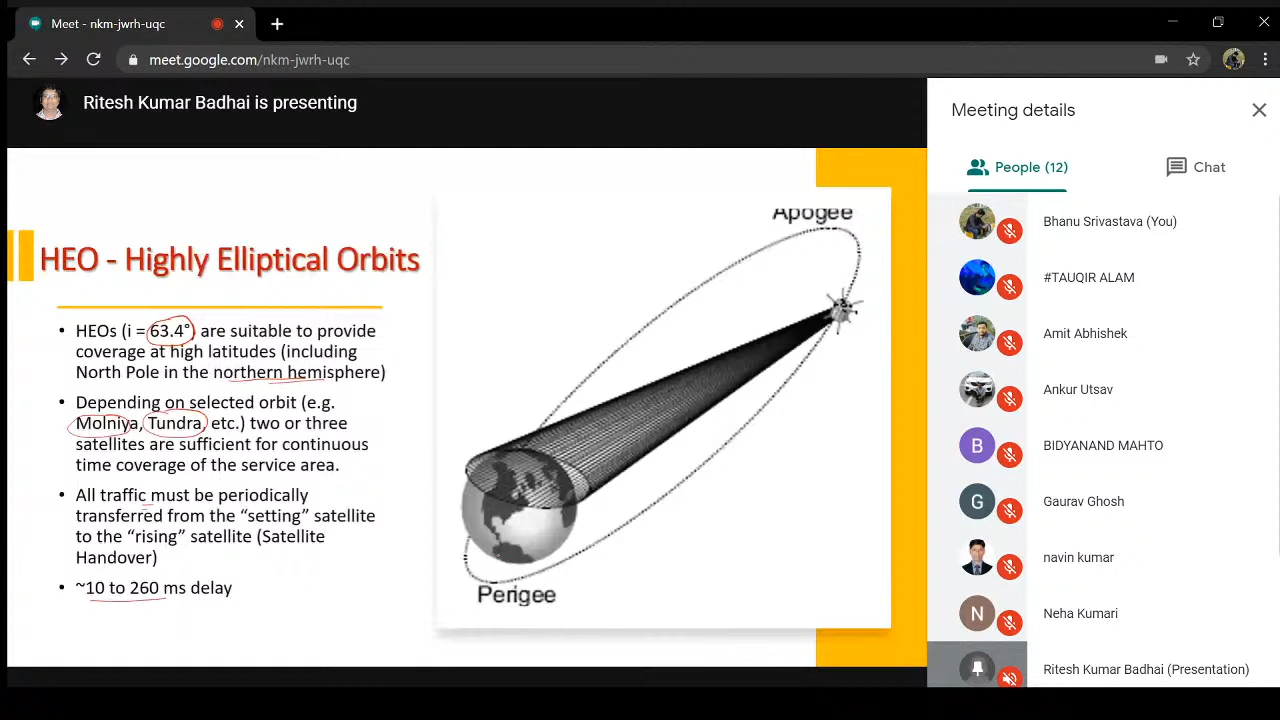 Meet - nkm-jwrh-uqc
meet.google.com/nkm-jwrh-uqc
Ritesh Kumar Badhai is presenting
HEO - Highly Elliptical Orbits
• HEOs (i = 63.4°) are suitable to provide
coverage at high latitudes (including
North Pole in the northern hemisphere)
• Depending on selected orbit (e.g.
Molniya, Tundra, etc.) two or three
satellites are sufficient for continuous
time coverage of the service area.
• All traffic must be periodically
transferred from the “setting” satellite
to the “rising” satellite (Satellite
Handover)
• ~10 to 260 ms delay
Apogee
Perigee
Meeting details
People (12)
Chat
Bhanu Srivastava (You)
#TAUQIR ALAM
Amit Abhishek
Ankur Utsav
B
BIDYANAND MAHTO
G
Gaurav Ghosh
navin kumar
N
Neha Kumari
Ritesh Kumar Badhai (Presentation)